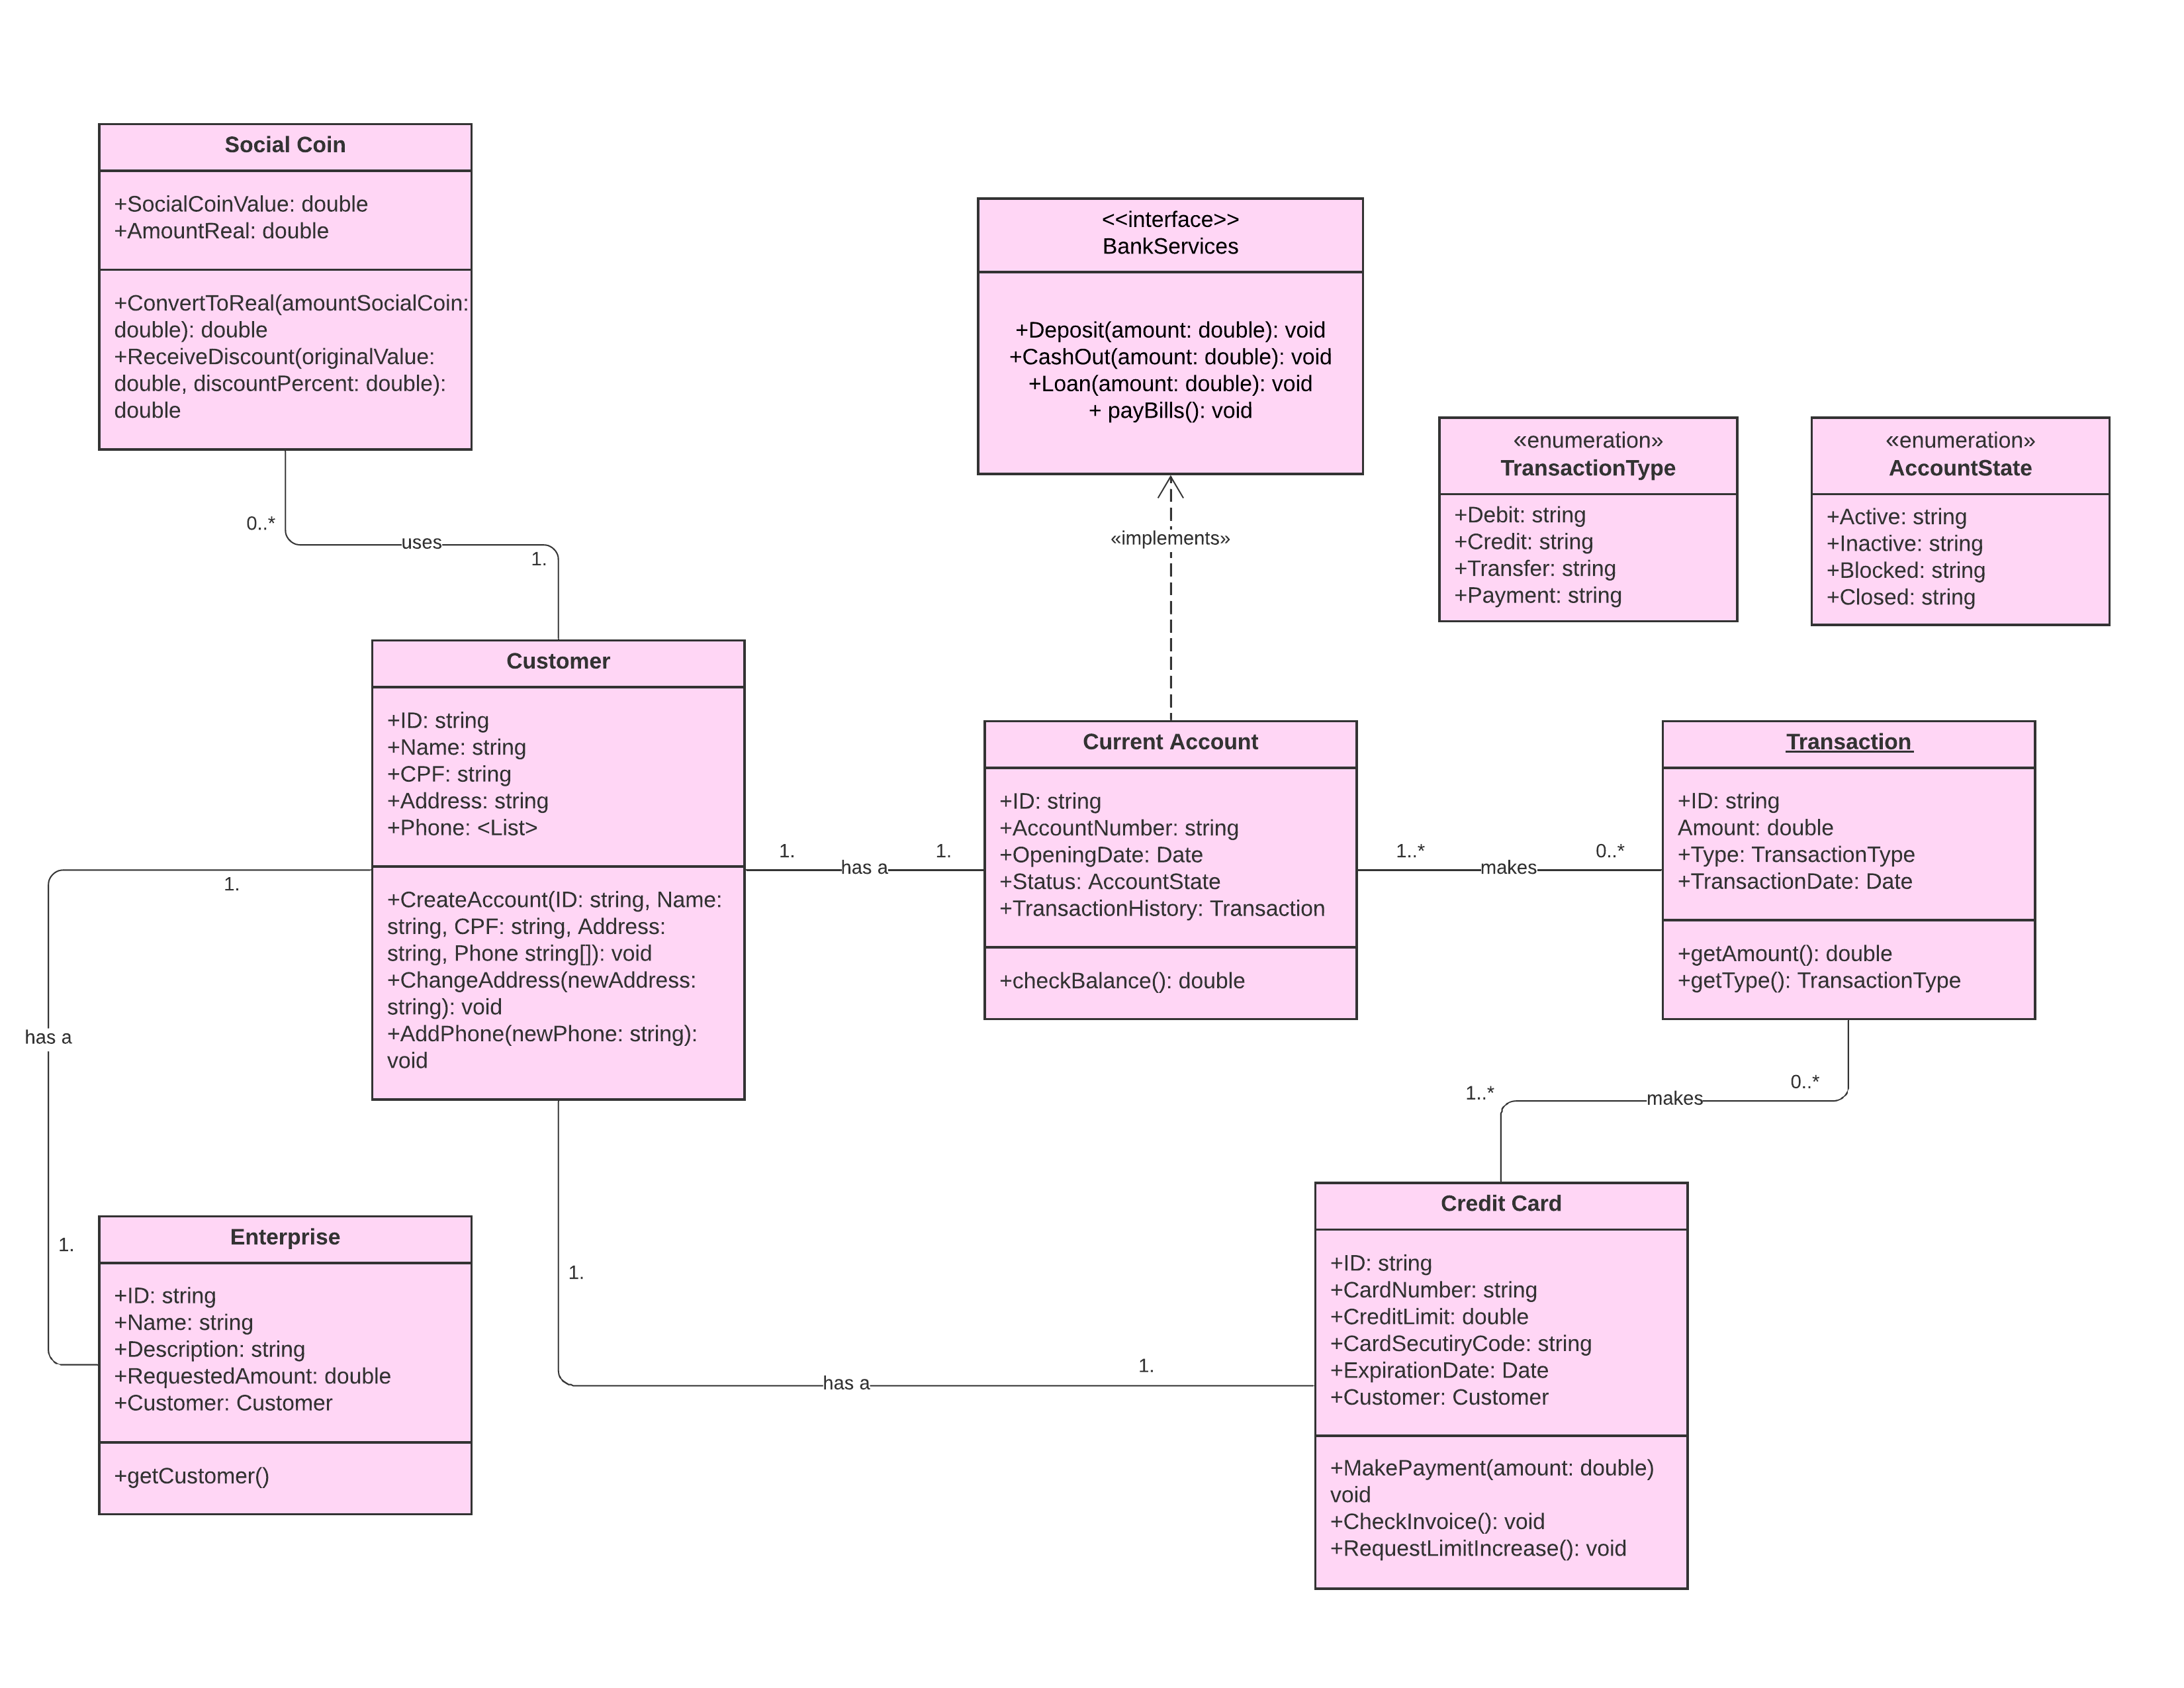 Social Coin
+SocialCoinValue: double
+AmountReal: double
+ConvertToReal(amountSocialCoin:
double): double
+ReceiveDiscount(originalValue:
double, discountPercent: double):
double
<<interface>>
BankServices
+Deposit(amount: double): void
+CashOut(amount: double): void
+Loan(amount: double): void
+ payBills(): void
«enumeration»
TransactionType
+Debit: string
+Credit: string
+Transfer: string
+Payment: string
«enumeration»
AccountState
+Active: string
+Inactive: string
+Blocked: string
+Closed: string
0..*
uses
1.
«implements»
Customer
+ID: string
+Name: string
+CPF: string
+Address: string
+Phone: <List>
+CreateAccount(ID: string, Name:
string, CPF: string, Address:
string, Phone string[]): void
+ChangeAddress(newAddress:
string): void
+AddPhone(newPhone: string):
void
1.
has a
1.
Current Account
+ID: string
+AccountNumber: string
+OpeningDate: Date
+Status: AccountState
+TransactionHistory: Transaction
+checkBalance(): double
1..*
makes
0..*
Transaction
+ID: string
Amount: double
+Type: TransactionType
+TransactionDate: Date
+getAmount(): double
+getType(): TransactionType
1.
has a
1.
1..*
makes
0..*
Enterprise
+ID: string
+Name: string
+Description: string
+RequestedAmount: double
+Customer: Customer
+getCustomer()
1.
has a
1.
Credit Card
+ID: string
+CardNumber: string
+CreditLimit: double
+CardSecutiryCode: string
+ExpirationDate: Date
+Customer: Customer
+MakePayment(amount: double)
void
+CheckInvoice(): void
+RequestLimitIncrease(): void